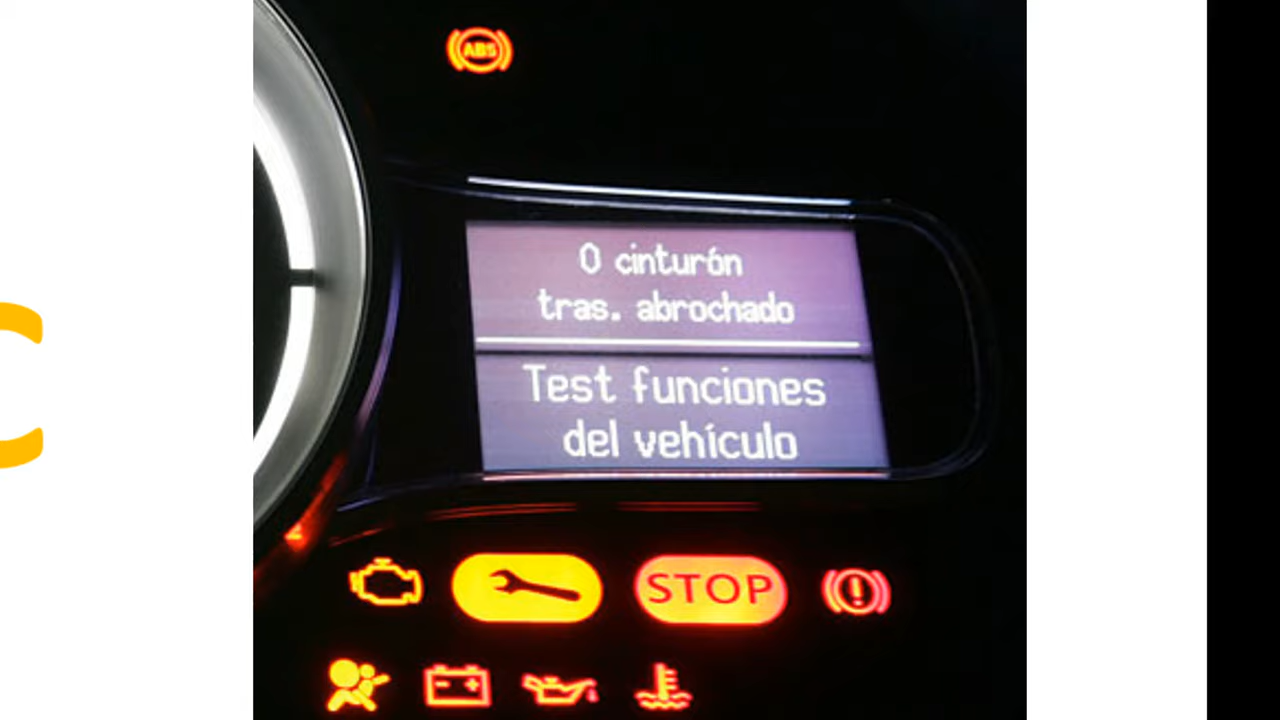 ABS
0 cinturón
tras. abrochado
Test funciones
del vehículo
STOP